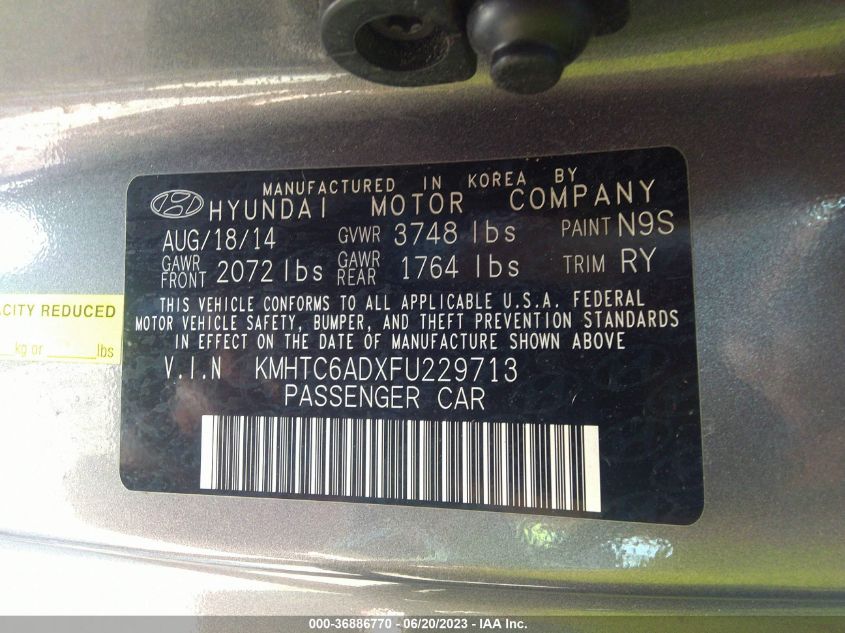 MANUFACTURED IN KOREA BY
HYUNDAI MOTOR COMPANY
AUG/18/14 GVWR 3748 lbs PAINT N9S
GAWR FRONT 2072 lbs GAWR REAR 1764 lbs TRIM RY
THIS VEHICLE CONFORMS TO ALL APPLICABLE U.S.A. FEDERAL
MOTOR VEHICLE SAFETY, BUMPER, AND THEFT PREVENTION STANDARDS
IN EFFECT ON THE DATE OF MANUFACTURE SHOWN ABOVE
V.I.N KMHTC6ADXFU229713
PASSENGER CAR
CITY REDUCED
kg or lbs
000-36886770 - 06/20/2023 - IAA Inc.